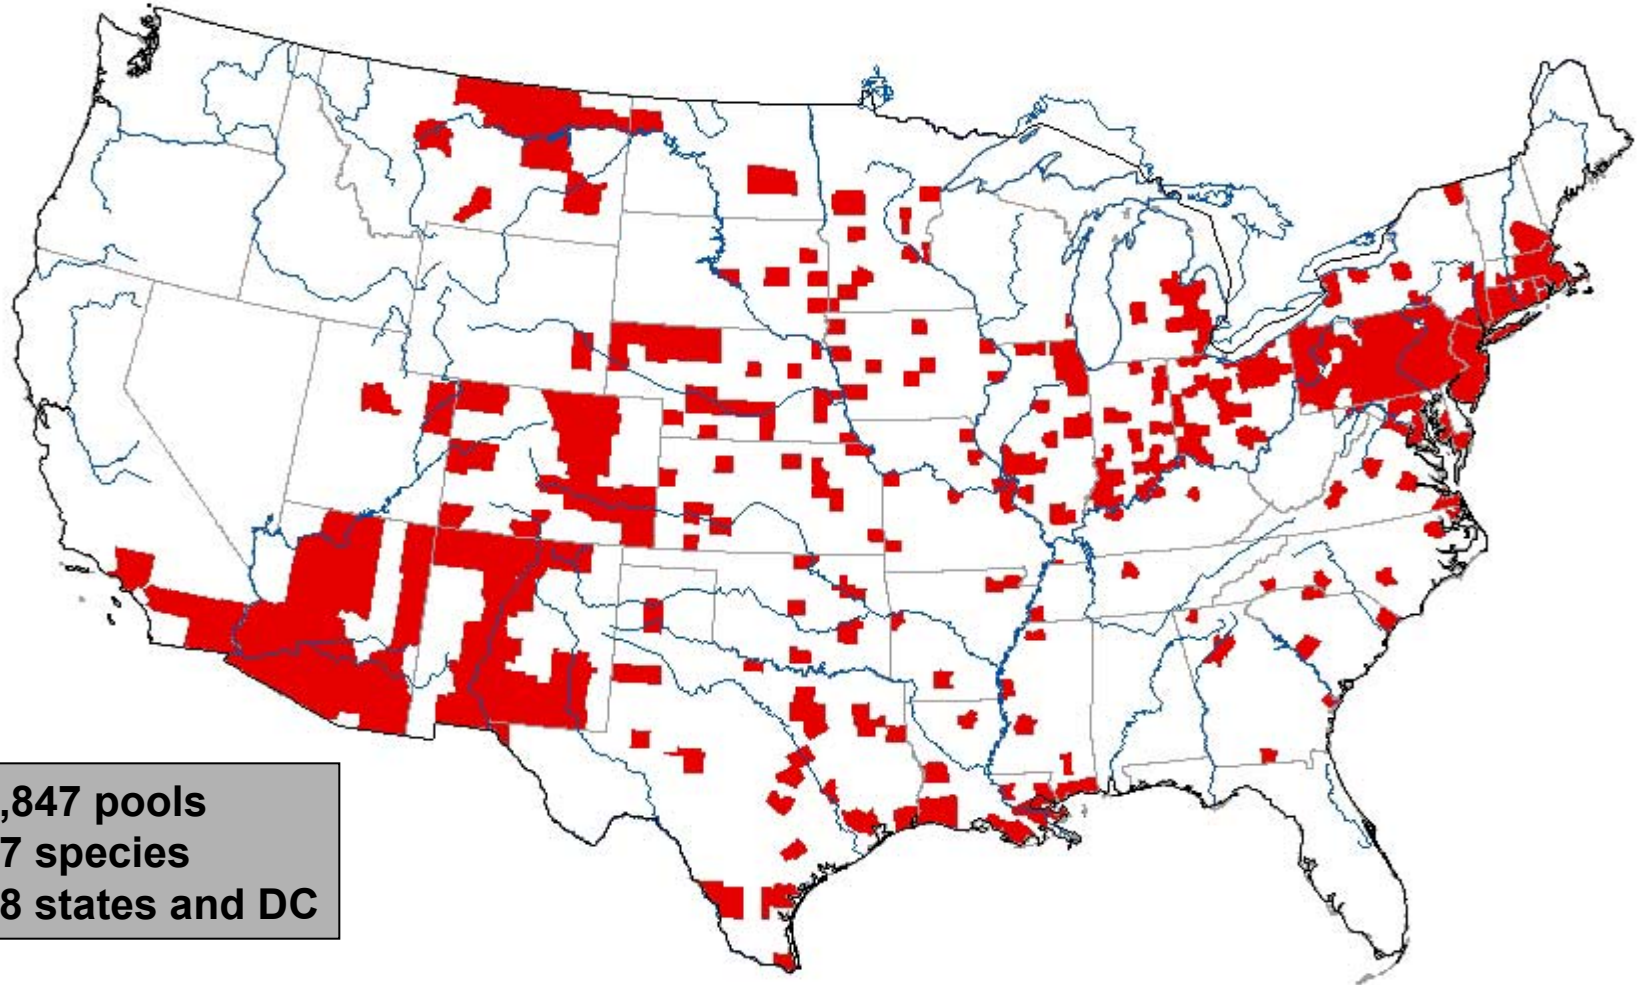 ,847 pools
7 species
8 states and DC